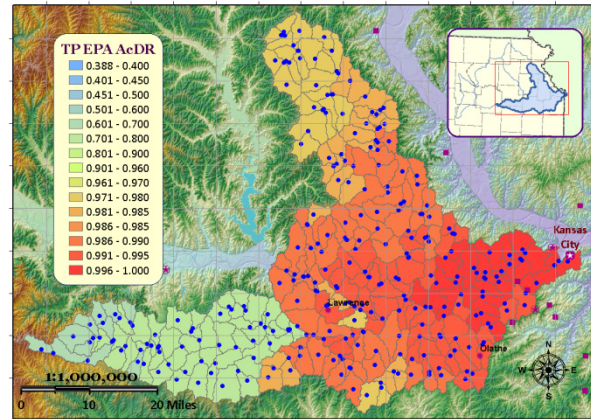 TP EPA AcDR
0.388 - 0.400
0.401 - 0.450
0.451 - 0.500
0.501 - 0.600
0.601 - 0.700
0.701 - 0.800
0.801 - 0.900
0.901 - 0.960
0.961 - 0.970
0.971 - 0.980
0.981 - 0.985
0.986 - 0.985
0.986 - 0.990
0.991 - 0.995
0.996 - 1.000
Kansas
City
Lawrence
Olathe
1:1,000,000
0 10 20 Miles
N
W E
S